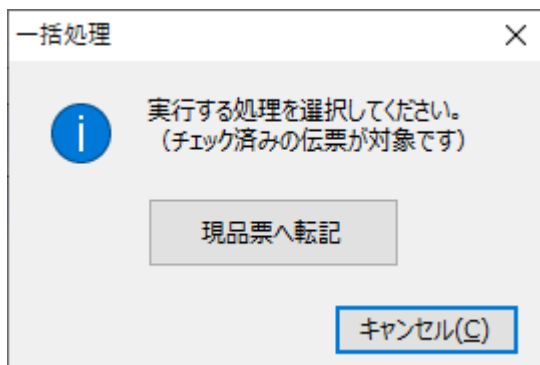 一括処理
実行する処理を選択してください。
（チェック済みの伝票が対象です）
現品票へ転記
キャンセル(C)